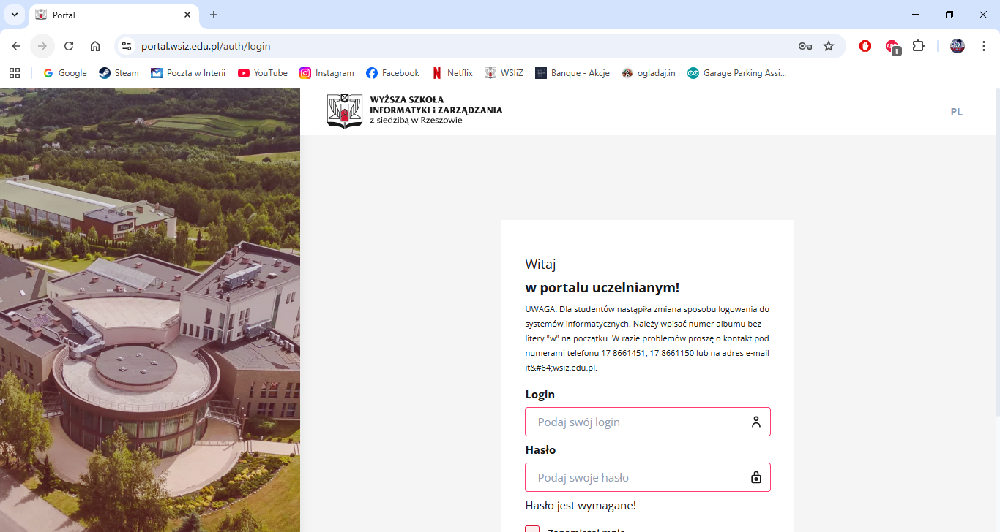 Portal
portal.wsiz.edu.pl/auth/login
1
Google
Steam
Poczta w Interii
YouTube
Instagram
Facebook
Netflix
WSIiZ
Banque - Akcje
ogladaj.in
Garage Parking Assi...
WYŻSZA SZKOŁA
INFORMATYKI i ZARZĄDZANIA
z siedzibą w Rzeszowie
PL
Witaj
w portalu uczelnianym!
UWAGA: Dla studentów nastąpiła zmiana sposobu logowania do
systemów informatycznych. Należy wpisać numer albumu bez
litery "w" na początku. W razie problemów proszę o kontakt pod
numerami telefonu 17 8661451, 17 8661150 lub na adres e-mail
it&#64;wsiz.edu.pl.
Login
Podaj swój login
Hasło
Podaj swoje hasło
Hasło jest wymagane!
Zapamiętaj mnie